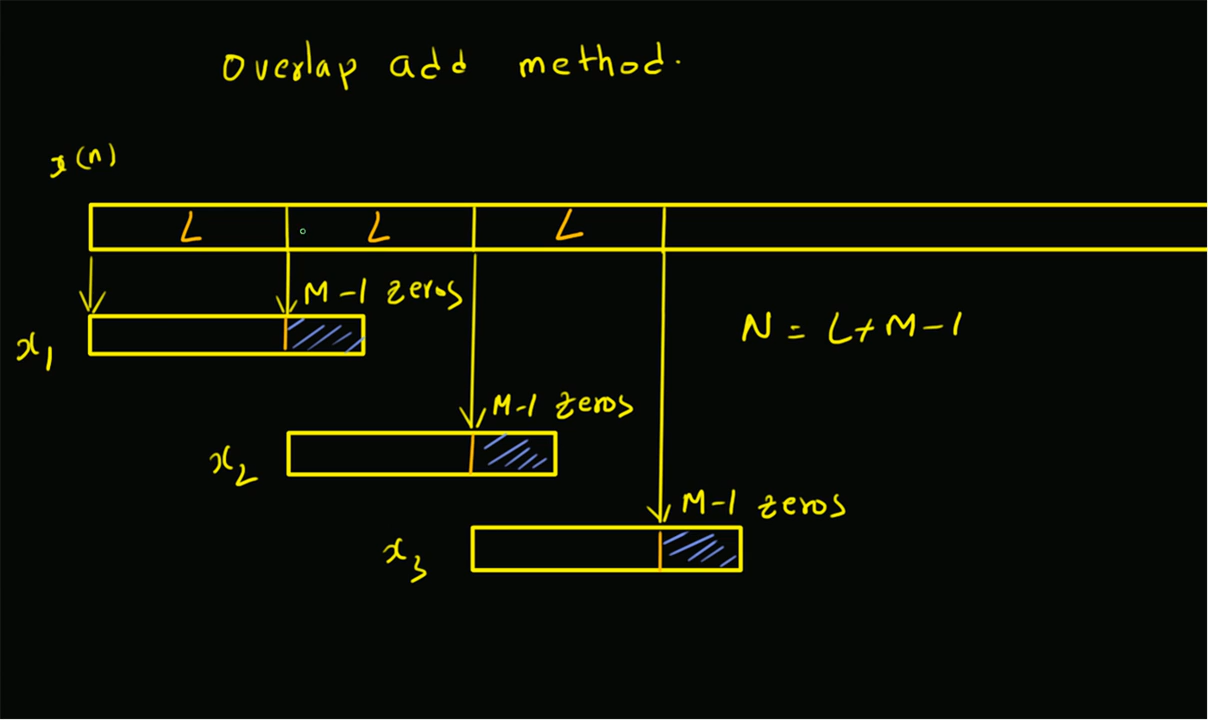 Overlap add method.
x(n)
L L L
M-1 zeros
x1
N = L+M-1
M-1 zeros
x2
M-1 zeros
x3